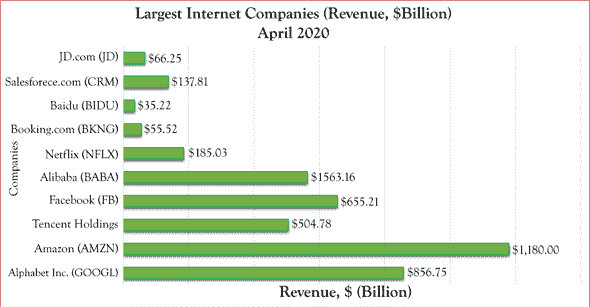 Largest Internet Companies (Revenue, $Billion)
April 2020
JD.com (JD) $66.25
Salesforece.com (CRM) $137.81
Baidu (BIDU) $35.22
Booking.com (BKNG) $55.52
Netflix (NFLX) $185.03
Alibaba (BABA) $1563.16
Facebook (FB) $655.21
Tencent Holdings $504.78
Amazon (AMZN) $1,180.00
Alphabet Inc. (GOOGL) $856.75
Companies
Revenue, $ (Billion)